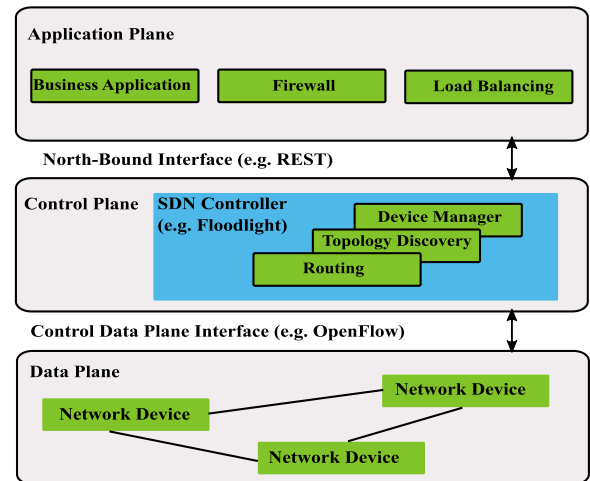 Application Plane
Business Application
Firewall
Load Balancing
North-Bound Interface (e.g. REST)
Control Plane
SDN Controller
(e.g. Floodlight)
Device Manager
Topology Discovery
Routing
Control Data Plane Interface (e.g. OpenFlow)
Data Plane
Network Device
Network Device
Network Device